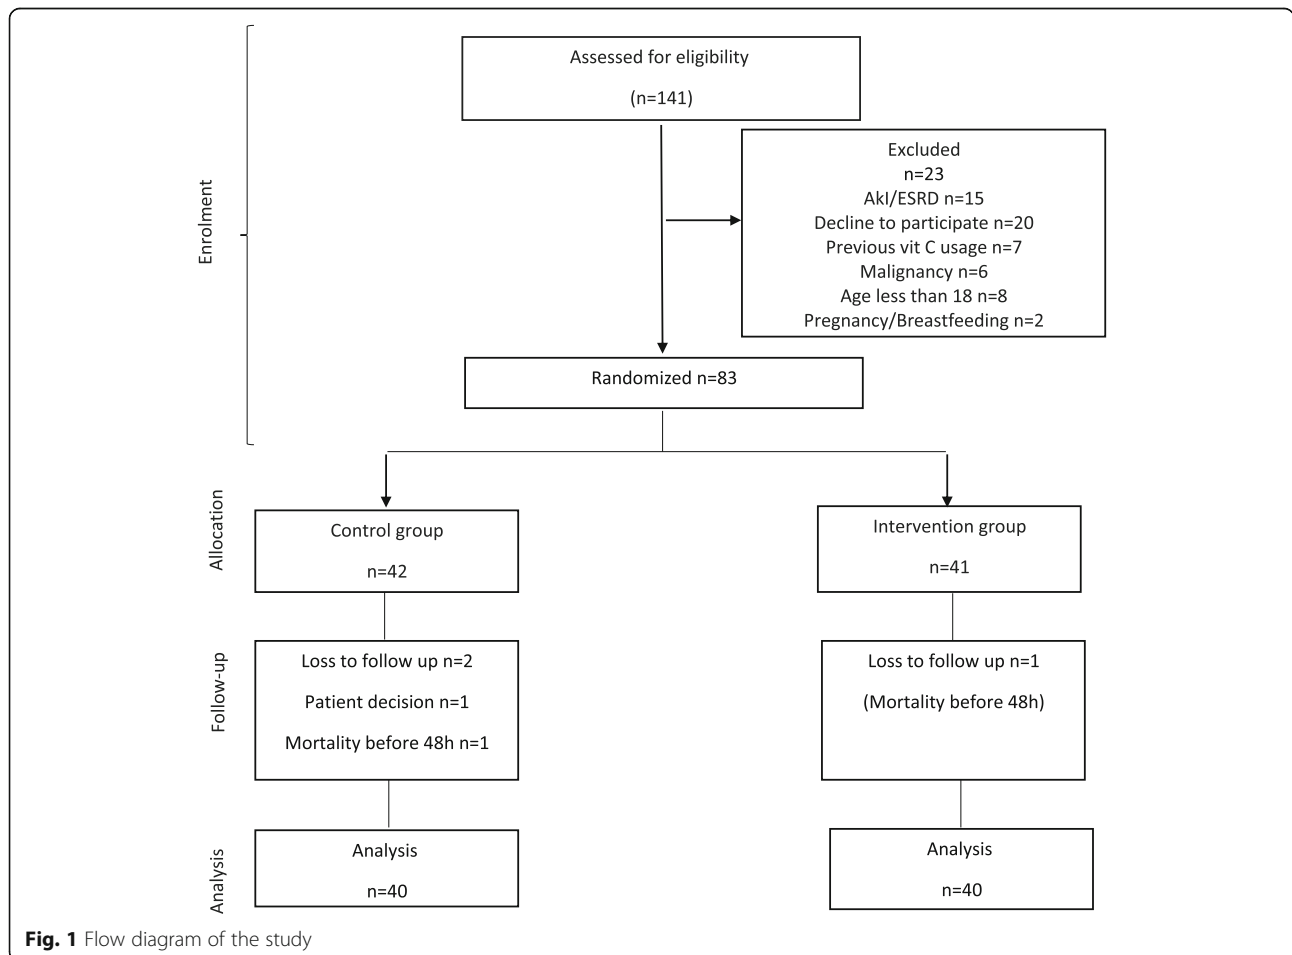 Assessed for eligibility
(n=141)
Excluded
n=23
AkI/ESRD n=15
Decline to participate n=20
Previous vit C usage n=7
Malignancy n=6
Age less than 18 n=8
Pregnancy/Breastfeeding n=2
Enrolment
Randomized n=83
Allocation
Control group
n=42
Intervention group
n=41
Follow-up
Loss to follow up n=2
Patient decision n=1
Mortality before 48h n=1
Loss to follow up n=1
(Mortality before 48h)
Analysis
Analysis
n=40
Analysis
n=40
Fig. 1 Flow diagram of the study